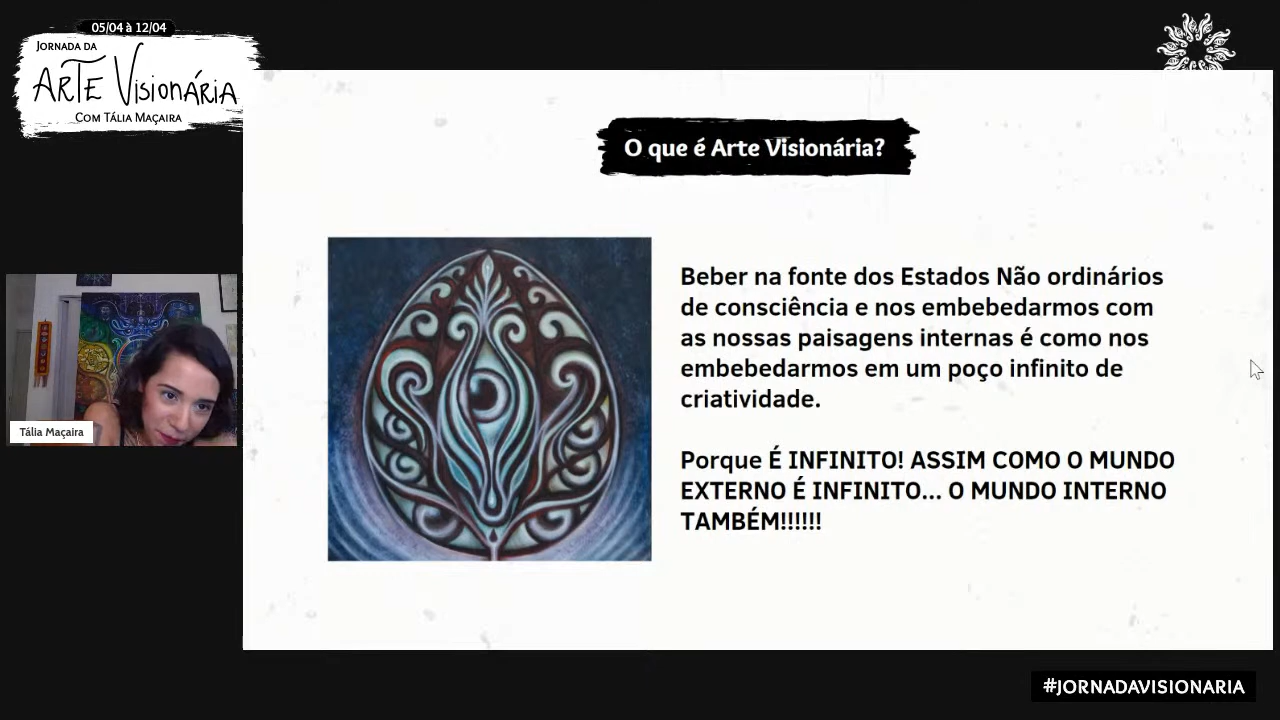 05/04 à 12/04
JORNADA DA
ARTE VISIONÁRIA
COM TÁLIA MAÇAIRA
O que é Arte Visionária?
Beber na fonte dos Estados Não ordinários
de consciência e nos embebedarmos com
as nossas paisagens internas é como nos
embebedarmos em um poço infinito de
criatividade.
Porque É INFINITO! ASSIM COMO O MUNDO
EXTERNO É INFINITO... O MUNDO INTERNO
TAMBÉM!!!!!!
Tália Maçaira
#JORNADAVISIONARIA